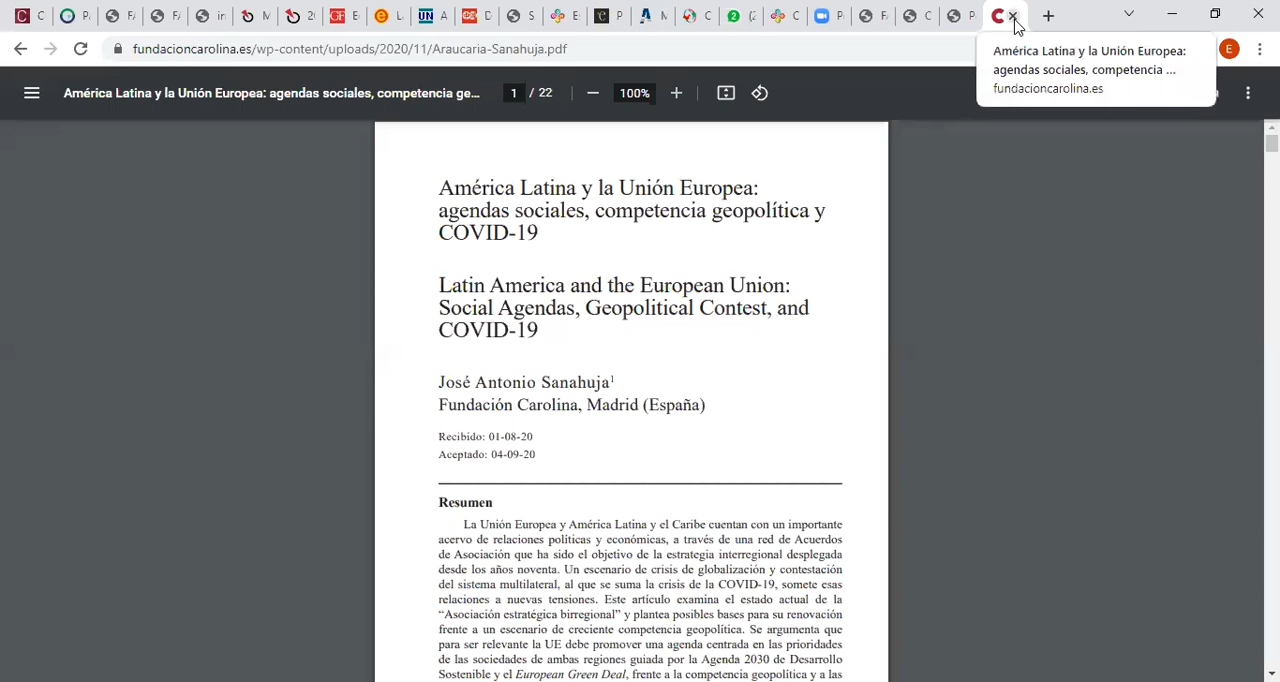 América Latina y la Unión Europea:
agendas sociales, competencia ...
fundacioncarolina.es
fundacioncarolina.es/wp-content/uploads/2020/11/Araucaria-Sanahuja.pdf
E
América Latina y la Unión Europea: agendas sociales, competencia ge...
1 / 22
100%
América Latina y la Unión Europea:
agendas sociales, competencia geopolítica y
COVID-19
Latin America and the European Union:
Social Agendas, Geopolitical Contest, and
COVID-19
José Antonio Sanahuja1
Fundación Carolina, Madrid (España)
Recibido: 01-08-20
Aceptado: 04-09-20
Resumen
La Unión Europea y América Latina y el Caribe cuentan con un importante
acervo de relaciones políticas y económicas, a través de una red de Acuerdos
de Asociación que ha sido el objetivo de la estrategia interregional desplegada
desde los años noventa. Un escenario de crisis de globalización y contestación
del sistema multilateral, al que se suma la crisis de la COVID-19, somete esas
relaciones a nuevas tensiones. Este artículo examina el estado actual de la
“Asociación estratégica birregional” y plantea posibles bases para su renovación
frente a un escenario de creciente competencia geopolítica. Se argumenta que
para ser relevante la UE debe promover una agenda centrada en las prioridades
de las sociedades de ambas regiones guiada por la Agenda 2030 de Desarrollo
Sostenible y el European Green Deal, frente a la competencia geopolítica y a las